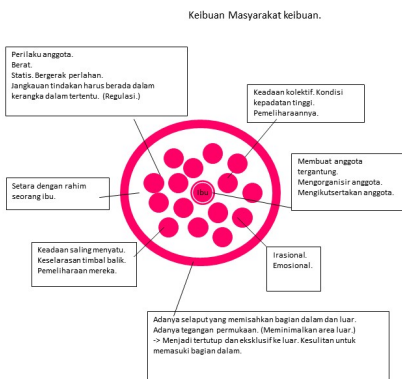 Keibuan Masyarakat keibuan.
Perilaku anggota.
Berat.
Statis. Bergerak perlahan.
Jangkauan tindakan harus berada dalam
kerangka dalam tertentu. (Regulasi.)
Keadaan kolektif. Kondisi
kepadatan tinggi.
Pemeliharaannya.
Membuat anggota
tergantung.
Mengorganisir anggota.
Mengikutsertakan anggota.
Setara dengan rahim
seorang ibu.
Ibu
Keadaan saling menyatu.
Keselarasan timbal balik.
Pemeliharaan mereka.
Irasional.
Emosional.
Adanya selaput yang memisahkan bagian dalam dan luar.
Adanya tegangan permukaan. (Meminimalkan area luar.)
-> Menjadi tertutup dan eksklusif ke luar. Kesulitan untuk
memasuki bagian dalam.